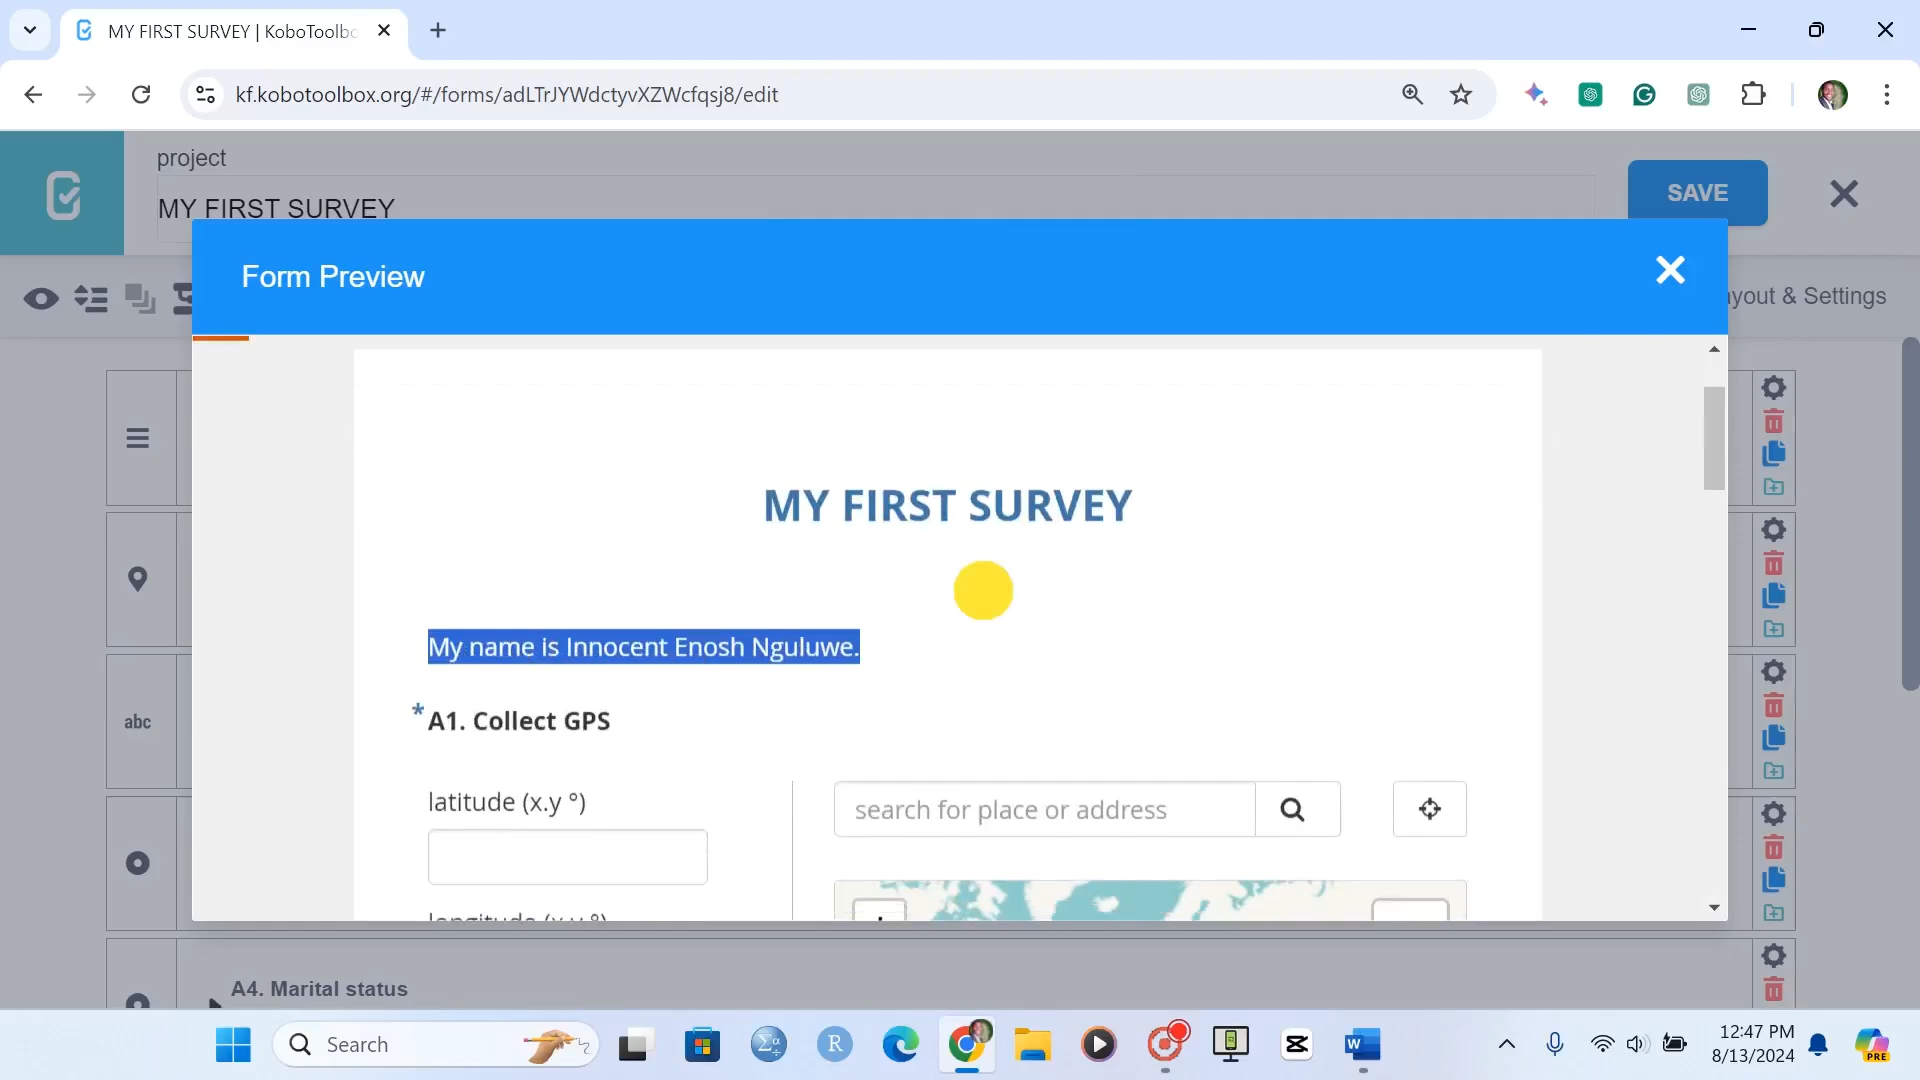 MY FIRST SURVEY | KoboToolbo
kf.kobotoolbox.org/#/forms/adLTrJYWdctyvXZWcfqsj8/edit
project
MY FIRST SURVEY
SAVE
Form Preview
ayout & Settings
MY FIRST SURVEY
My name is Innocent Enosh Nguluwe.
* A1. Collect GPS
latitude (x.y °)
search for place or address
longitude (x.y °)
abc
A4. Marital status
Search
12:47 PM
8/13/2024